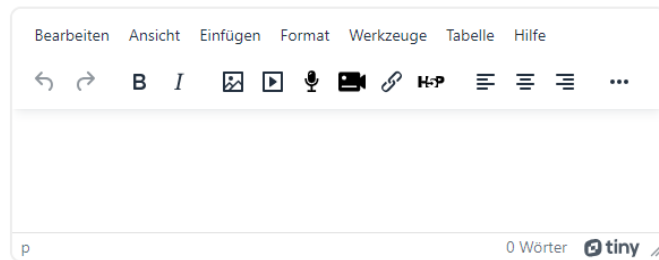 Bearbeiten Ansicht Einfügen Format Werkzeuge Tabelle Hilfe
B I H5P
p 0 Wörter tiny